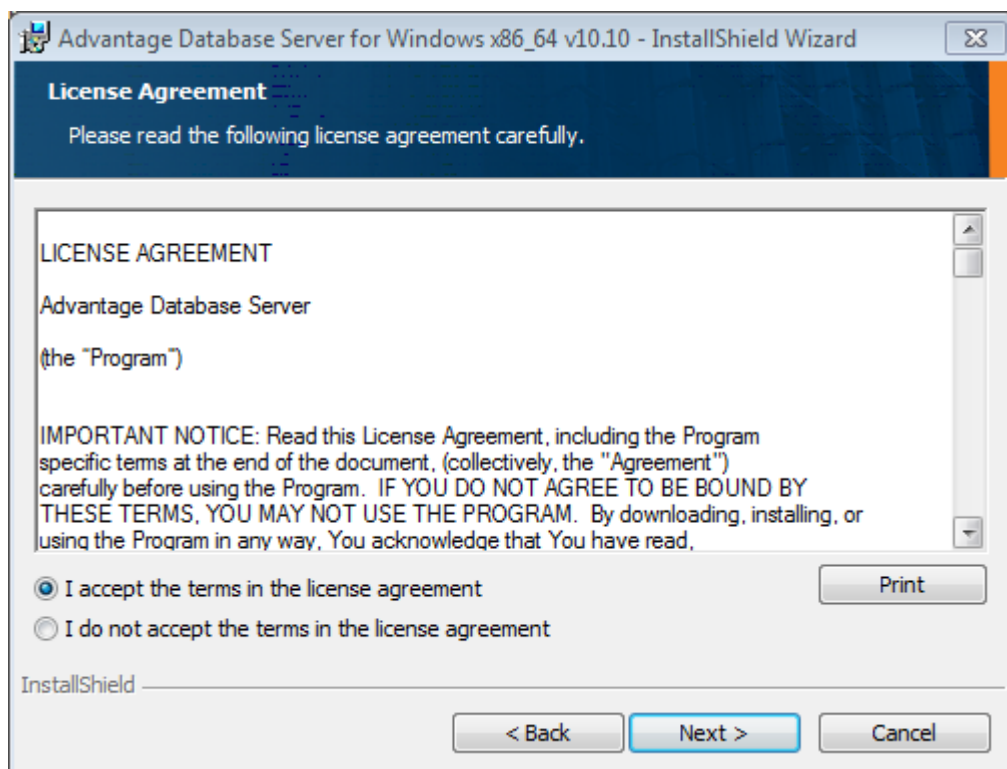 Advantage Database Server for Windows x86_64 v10.10 - InstallShield Wizard
License Agreement
Please read the following license agreement carefully.
LICENSE AGREEMENT
Advantage Database Server
(the "Program")
IMPORTANT NOTICE: Read this License Agreement, including the Program
specific terms at the end of the document, (collectively, the "Agreement")
carefully before using the Program.  IF YOU DO NOT AGREE TO BE BOUND BY
THESE TERMS, YOU MAY NOT USE THE PROGRAM.  By downloading, installing, or
using the Program in any way, You acknowledge that You have read,
I accept the terms in the license agreement
Print
I do not accept the terms in the license agreement
InstallShield
< Back
Next >
Cancel